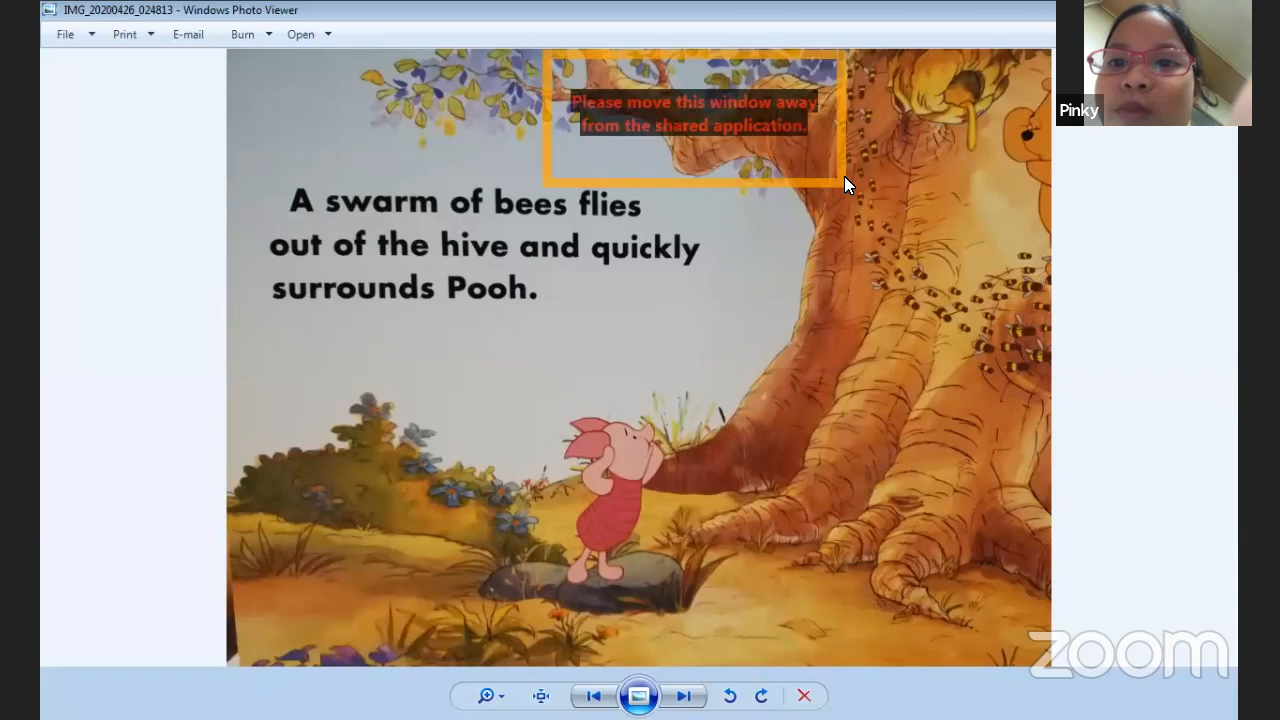 IMG_20200426_024813 - Windows Photo Viewer
File Print E-mail Burn Open
Please move this window away
from the shared application.
Pinky
A swarm of bees flies
out of the hive and quickly
surrounds Pooh.
zoom